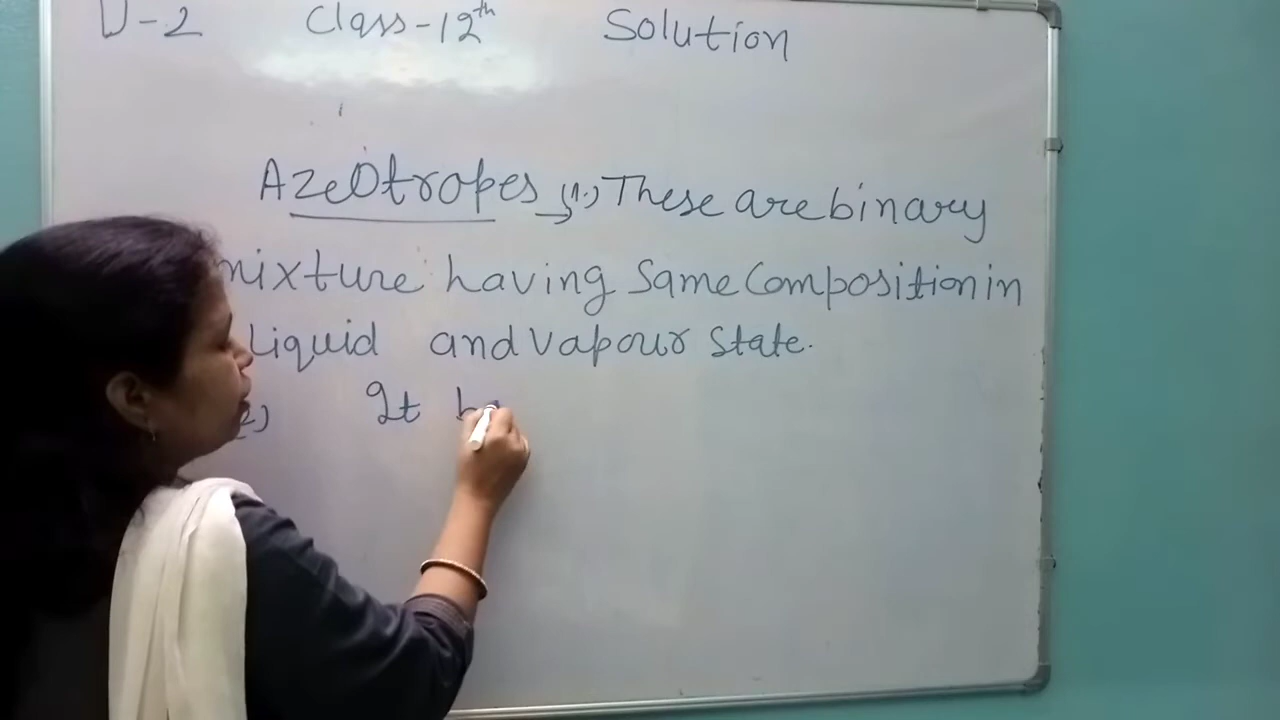 U-2 Class-12th Solution
Azeotropes → (1.) These are binary
mixture having Same Composition in
Liquid and Vapour State.
(2) It